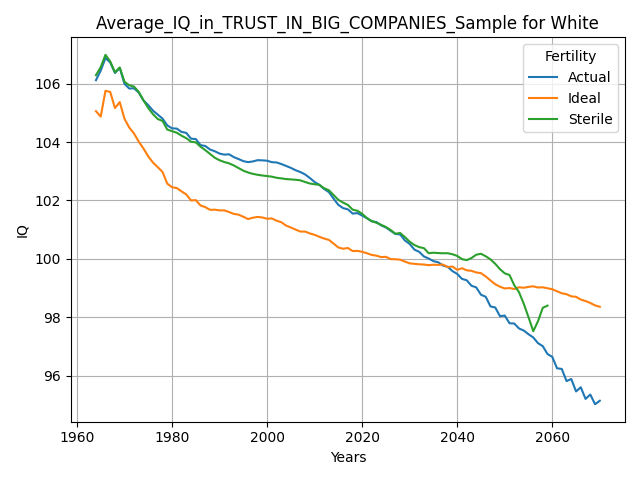 Average_IQ_in_TRUST_IN_BIG_COMPANIES_Sample for White
Fertility
Actual
Ideal
Sterile
IQ
106
104
102
100
98
96
1960
1980
2000
2020
2040
2060
Years